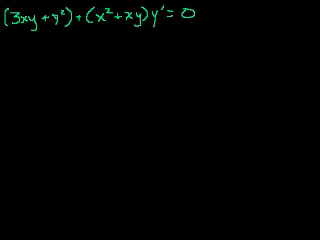 (3xy + y²) + (x² + xy) y' = 0